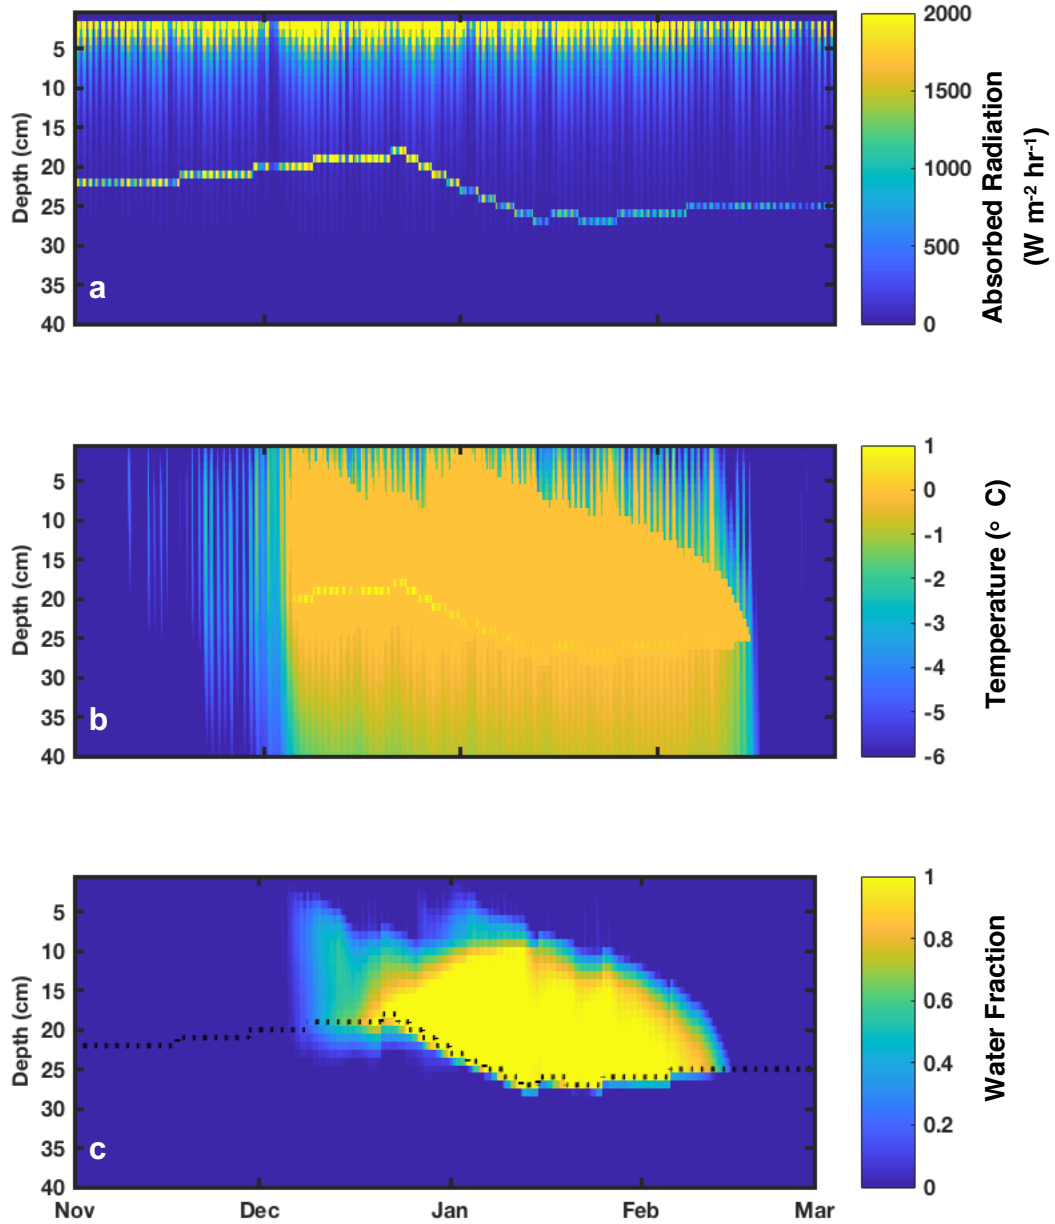 5
10
15
20
25
30
35
40
Depth (cm)
a
2000
1500
1000
500
0
Absorbed Radiation
(W m-2 hr-1)
5
10
15
20
25
30
35
40
Depth (cm)
b
1
0
-1
-2
-3
-4
-5
-6
Temperature (° C)
5
10
15
20
25
30
35
40
Depth (cm)
c
Nov
Dec
Jan
Feb
Mar
1
0.8
0.6
0.4
0.2
0
Water Fraction